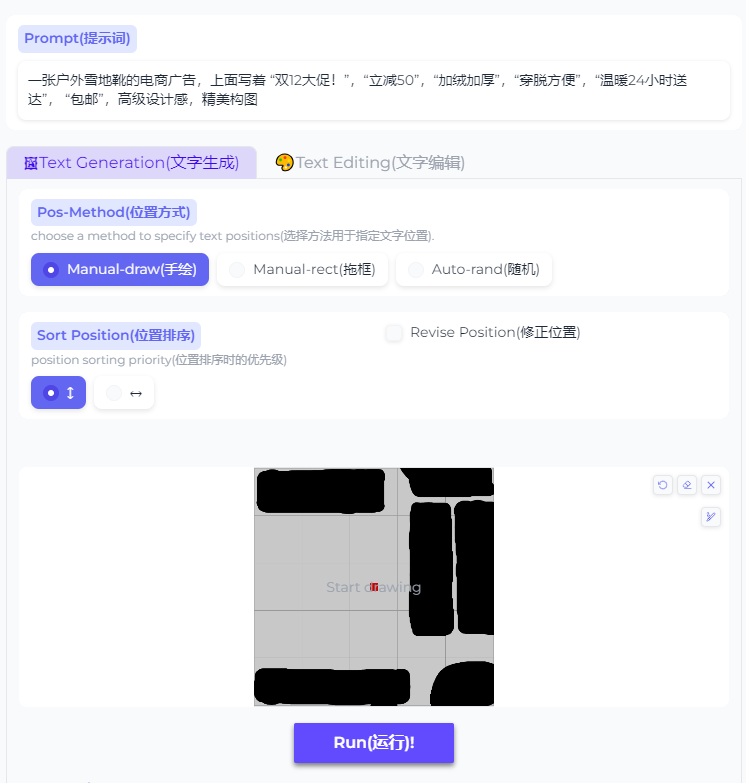 Prompt(提示词)
一张户外雪地靴的电商广告，上面写着 “双12大促！”，“立减50”，“加绒加厚”，“穿脱方便”，“温暖24小时送
达”， “包邮”，高级设计感，精美构图
Text Generation(文字生成)
Text Editing(文字编辑)
Pos-Method(位置方式)
choose a method to specify text positions(选择方法用于指定文字位置).
Manual-draw(手绘)
Manual-rect(拖框)
Auto-rand(随机)
Sort Position(位置排序)
Revise Position(修正位置)
position sorting priority(位置排序时的优先级)
Start drawing
Run(运行)!